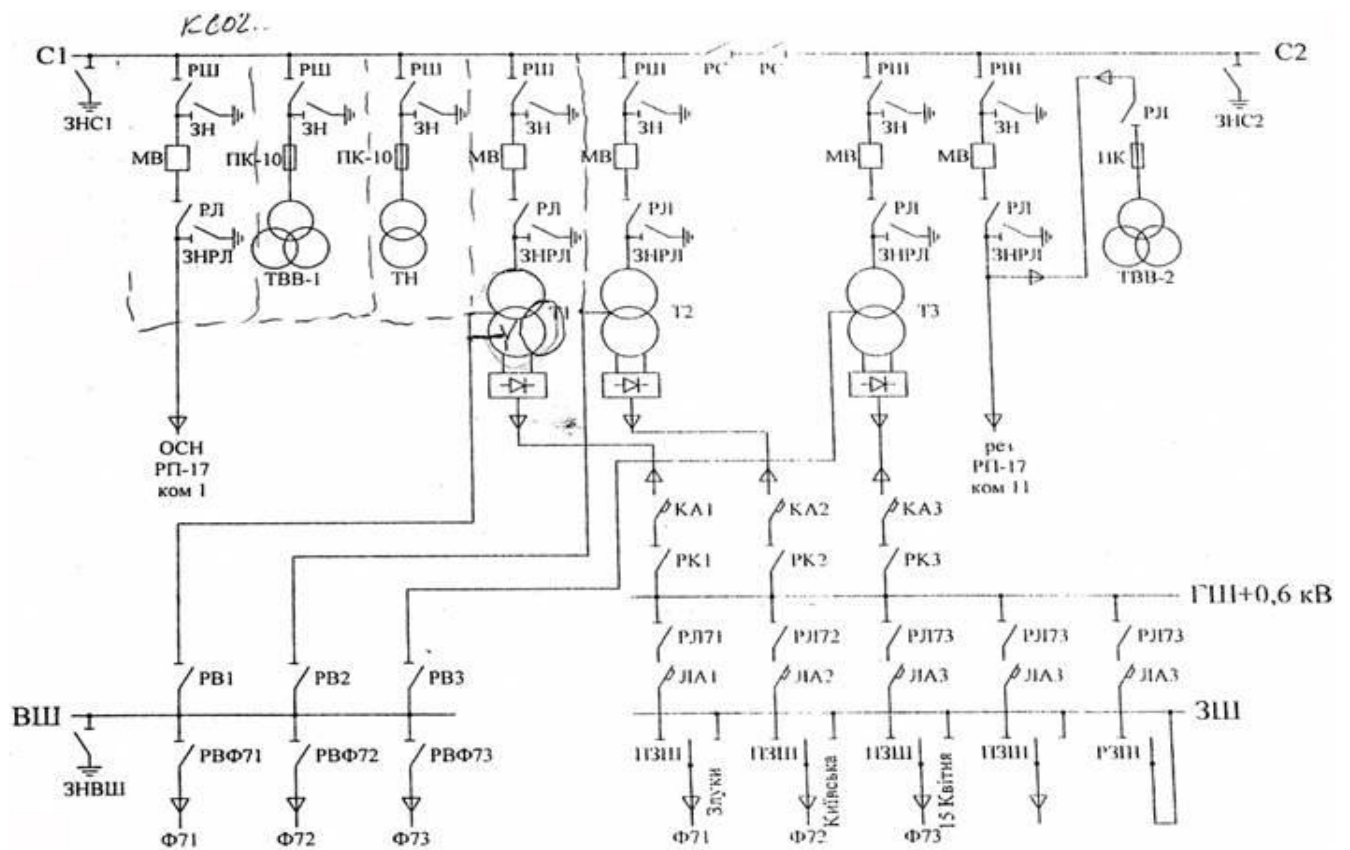 КСО2..
С1 С2
РШ РШ РШ РШ РШ РС РС РШ РШ
ЗНС1 ЗН ЗН ЗН ЗН ЗН ЗН ЗН РЛ ЗНС2
МВ ПК-10 ПК-10 МВ МВ МВ МВ ПК
РЛ РЛ РЛ РЛ РЛ
ЗНРЛ ЗНРЛ ЗНРЛ ЗНРЛ ЗНРЛ
ТВВ-1 ТН ТВВ-2
Т1 Т2 Т3
ОСН рез
РП-17 РП-17
ком 1 ком 11
КА1 КА2 КА3
РК1 РК2 РК3
ГШ+0,6 кВ
РЛ71 РЛ72 РЛ73 РЛ73 РЛ73
РВ1 РВ2 РВ3 ЛА1 ЛА2 ЛА3 ЛА3 ЛА3
ВШ ЗШ
РВФ71 РВФ72 РВФ73 ПЗШ ПЗШ ПЗШ ПЗШ РЗШ
ЗНВШ Злуки Київська 15 Квітня
Ф71 Ф72 Ф73 Ф71 Ф72 Ф73